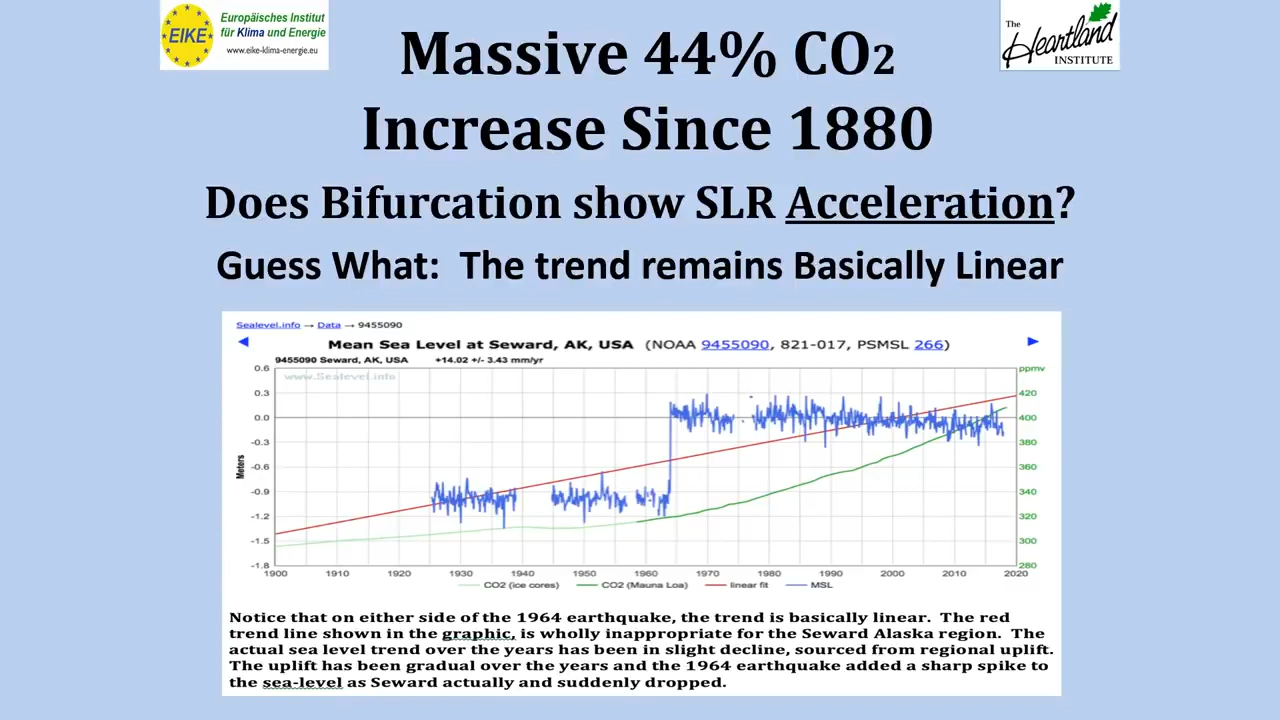 EIKE
Europäisches Institut
für Klima und Energie
www.eike-klima-energie.eu
The
Heartland
INSTITUTE
Massive 44% CO2
Increase Since 1880
Does Bifurcation show SLR Acceleration?
Guess What: The trend remains Basically Linear
Sealevel.info → Data → 9455090
Mean Sea Level at Seward, AK, USA (NOAA 9455090, 821-017, PSMSL 266)
9455090 Seward, AK, USA +14.02 +/- 3.43 mm/yr
www.Sealevel.info
ppmv
Meters
0.6
0.3
0.0
-0.3
-0.6
-0.9
-1.2
-1.5
-1.8
420
400
380
360
340
320
300
280
1900 1910 1920 1930 1940 1950 1960 1970 1980 1990 2000 2010 2020
CO2 (ice cores) CO2 (Mauna Loa) linear fit MSL
Notice that on either side of the 1964 earthquake, the trend is basically linear. The red
trend line shown in the graphic, is wholly inappropriate for the Seward Alaska region. The
actual sea level trend over the years has been in slight decline, sourced from regional uplift.
The uplift has been gradual over the years and the 1964 earthquake added a sharp spike to
the sea-level as Seward actually and suddenly dropped.